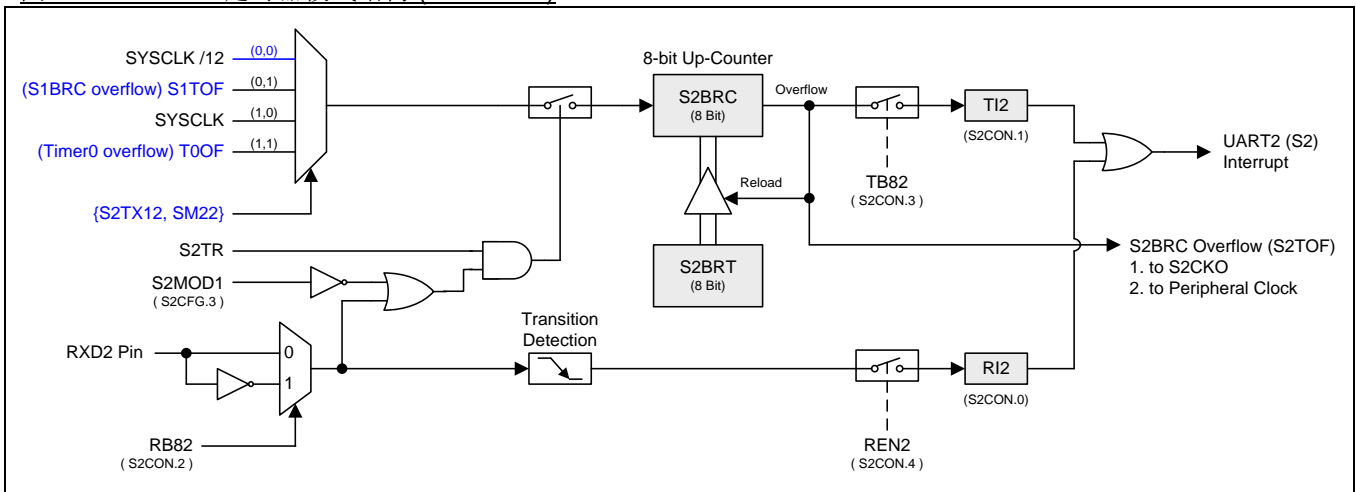 SYSCLK /12
(0,0)
(S1BRC overflow) S1TOF
(0,1)
SYSCLK
(1,0)
(Timer0 overflow) T0OF
(1,1)
{S2TX12, SM22}
S2TR
S2MOD1
( S2CFG.3 )
RXD2 Pin
0
1
RB82
( S2CON.2 )
Transition
Detection
8-bit Up-Counter
S2BRC
(8 Bit)
Overflow
Reload
S2BRT
(8 Bit)
TB82
( S2CON.3 )
TI2
(S2CON.1)
REN2
( S2CON.4 )
RI2
(S2CON.0)
UART2 (S2)
Interrupt
S2BRC Overflow (S2TOF)
1. to S2CKO
2. to Peripheral Clock